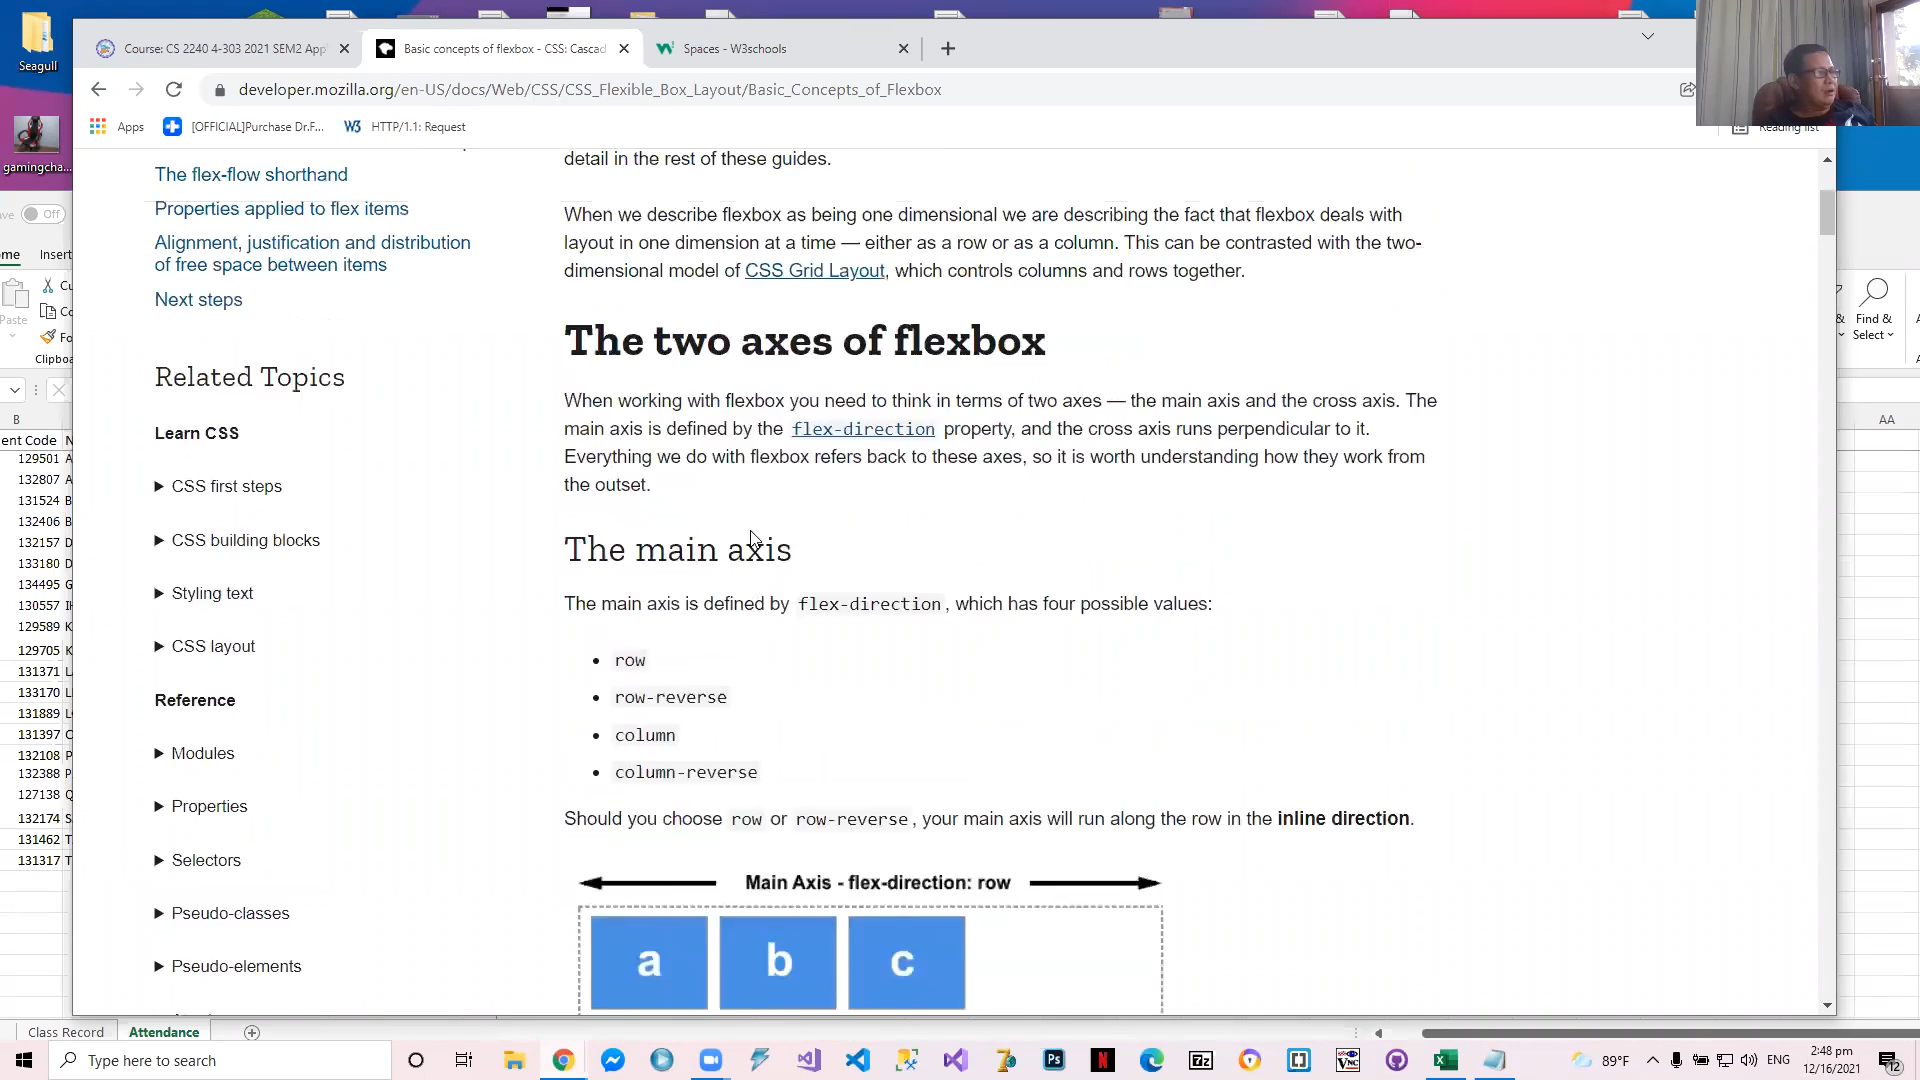 Seagull
gamingcha...
Course: CS 2240 4-303 2021 SEM2 App
Basic concepts of flexbox - CSS: Cascad
Spaces - W3schools
developer.mozilla.org/en-US/docs/Web/CSS/CSS_Flexible_Box_Layout/Basic_Concepts_of_Flexbox
Apps
[OFFICIAL]Purchase Dr.F...
HTTP/1.1: Request
Reading list
The flex-flow shorthand
Properties applied to flex items
Alignment, justification and distribution
of free space between items
Next steps
Related Topics
Learn CSS
▶ CSS first steps
▶ CSS building blocks
▶ Styling text
▶ CSS layout
Reference
▶ Modules
▶ Properties
▶ Selectors
▶ Pseudo-classes
▶ Pseudo-elements
detail in the rest of these guides.
When we describe flexbox as being one dimensional we are describing the fact that flexbox deals with
layout in one dimension at a time — either as a row or as a column. This can be contrasted with the two-
dimensional model of CSS Grid Layout, which controls columns and rows together.
The two axes of flexbox
When working with flexbox you need to think in terms of two axes — the main axis and the cross axis. The
main axis is defined by the flex-direction property, and the cross axis runs perpendicular to it.
Everything we do with flexbox refers back to these axes, so it is worth understanding how they work from
the outset.
The main axis
The main axis is defined by flex-direction, which has four possible values:
• row
• row-reverse
• column
• column-reverse
Should you choose row or row-reverse, your main axis will run along the row in the inline direction.
Main Axis - flex-direction: row
a b c
ave Off
ome Insert
Cu
Paste
Co
Fo
Clipboa
Find &
Select
B
AA
ent Code N
129501 A
132807 A
131524 B
132406 B
132157 D
133180 D
134495 G
130557 IH
129589 K
129705 K
131371 L
133170 L
131889 L
131397 C
132108 P
132388 P
127138 Q
132174 S
131462 T
131317 T
Class Record
Attendance
Type here to search
89°F
ENG
2:48 pm
12/16/2021
12